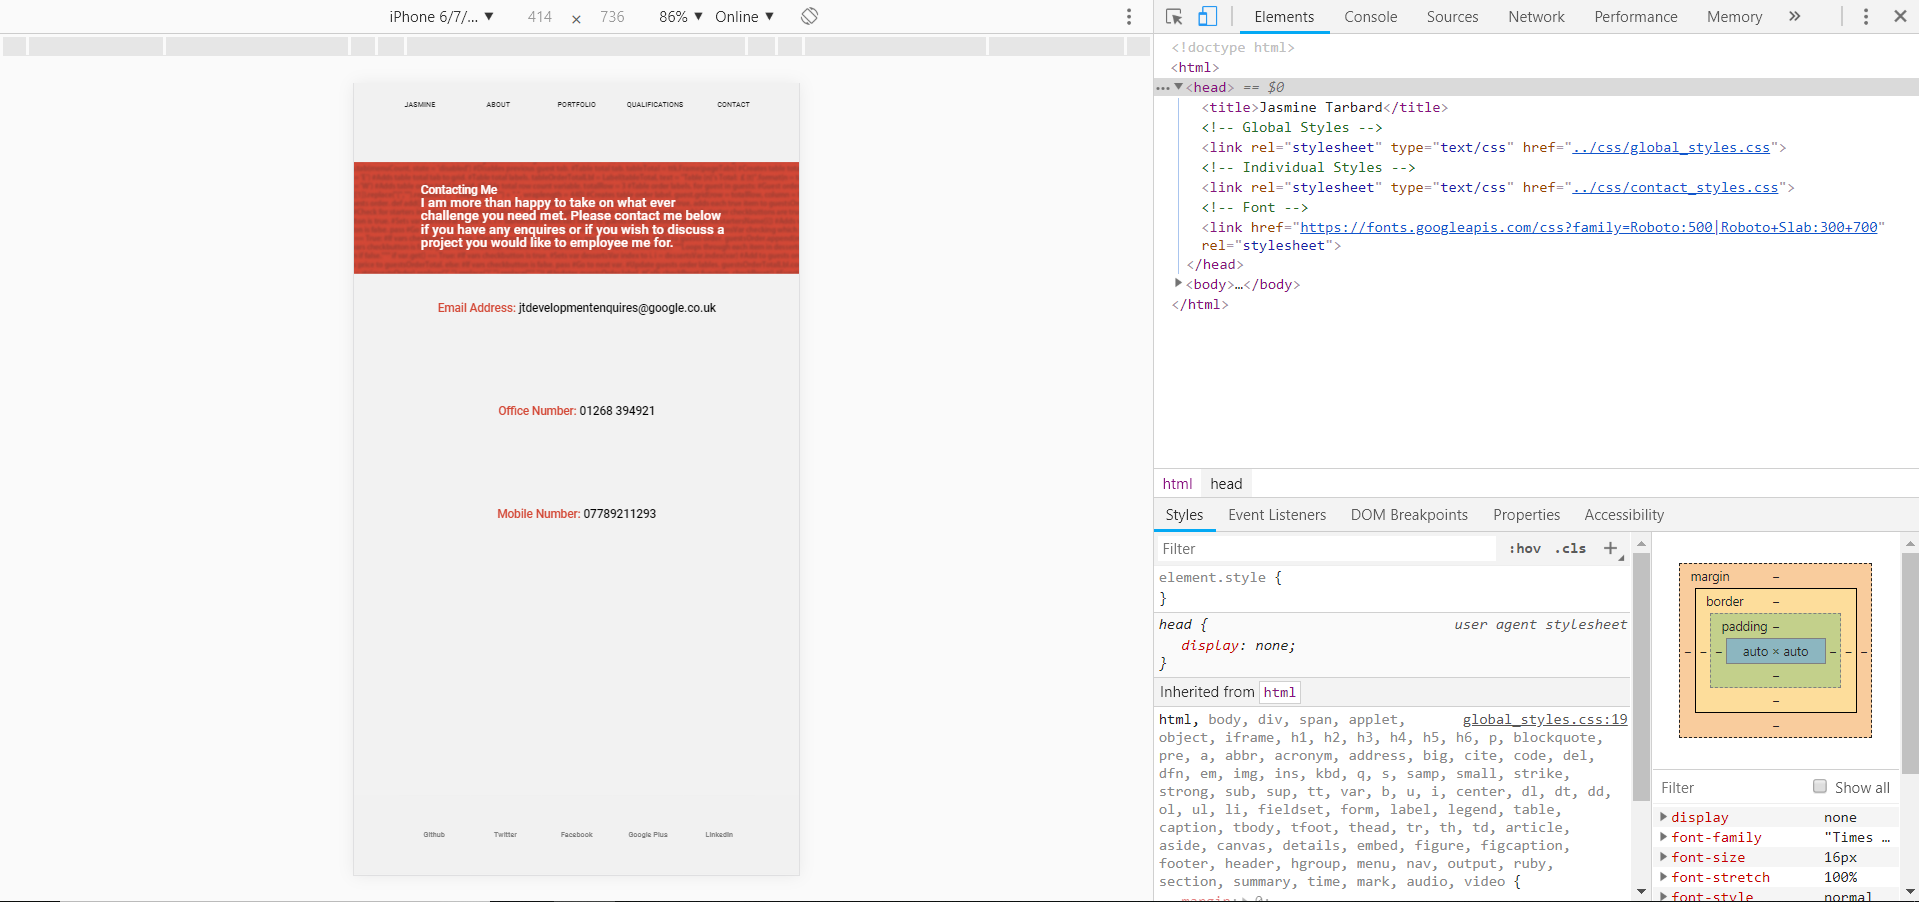 iPhone 6/7/... ▼ 414 × 736 86% ▼ Online ▼
JASMINE ABOUT PORTFOLIO QUALIFICATIONS CONTACT
Contacting Me
I am more than happy to take on what ever
challenge you need met. Please contact me below
if you have any enquires or if you wish to discuss a
project you would like to employee me for.
Email Address: jtdevelopmentenquires@google.co.uk
Office Number: 01268 394921
Mobile Number: 07789211293
Github Twitter Facebook Google Plus LinkedIn
Elements Console Sources Network Performance Memory »
<!doctype html>
<html>
••• ▼<head> == $0
<title>Jasmine Tarbard</title>
<!-- Global Styles -->
<link rel="stylesheet" type="text/css" href="../css/global_styles.css">
<!-- Individual Styles -->
<link rel="stylesheet" type="text/css" href="../css/contact_styles.css">
<!-- Font -->
<link href="https://fonts.googleapis.com/css?family=Roboto:500|Roboto+Slab:300+700"
rel="stylesheet">
</head>
▶<body>…</body>
</html>
html head
Styles Event Listeners DOM Breakpoints Properties Accessibility
Filter :hov .cls +
element.style {
}
head { user agent stylesheet
display: none;
}
Inherited from html
html, body, div, span, applet, global_styles.css:19
object, iframe, h1, h2, h3, h4, h5, h6, p, blockquote,
pre, a, abbr, acronym, address, big, cite, code, del,
dfn, em, img, ins, kbd, q, s, samp, small, strike,
strong, sub, sup, tt, var, b, u, i, center, dl, dt, dd,
ol, ul, li, fieldset, form, label, legend, table,
caption, tbody, tfoot, thead, tr, th, td, article,
aside, canvas, details, embed, figure, figcaption,
footer, header, hgroup, menu, nav, output, ruby,
section, summary, time, mark, audio, video {
margin: ▶ 0;
margin –
border –
padding –
– – – auto × auto – – –
–
–
–
Filter Show all
▶ display none
▶ font-family "Times …
▶ font-size 16px
▶ font-stretch 100%
▶ font-style normal